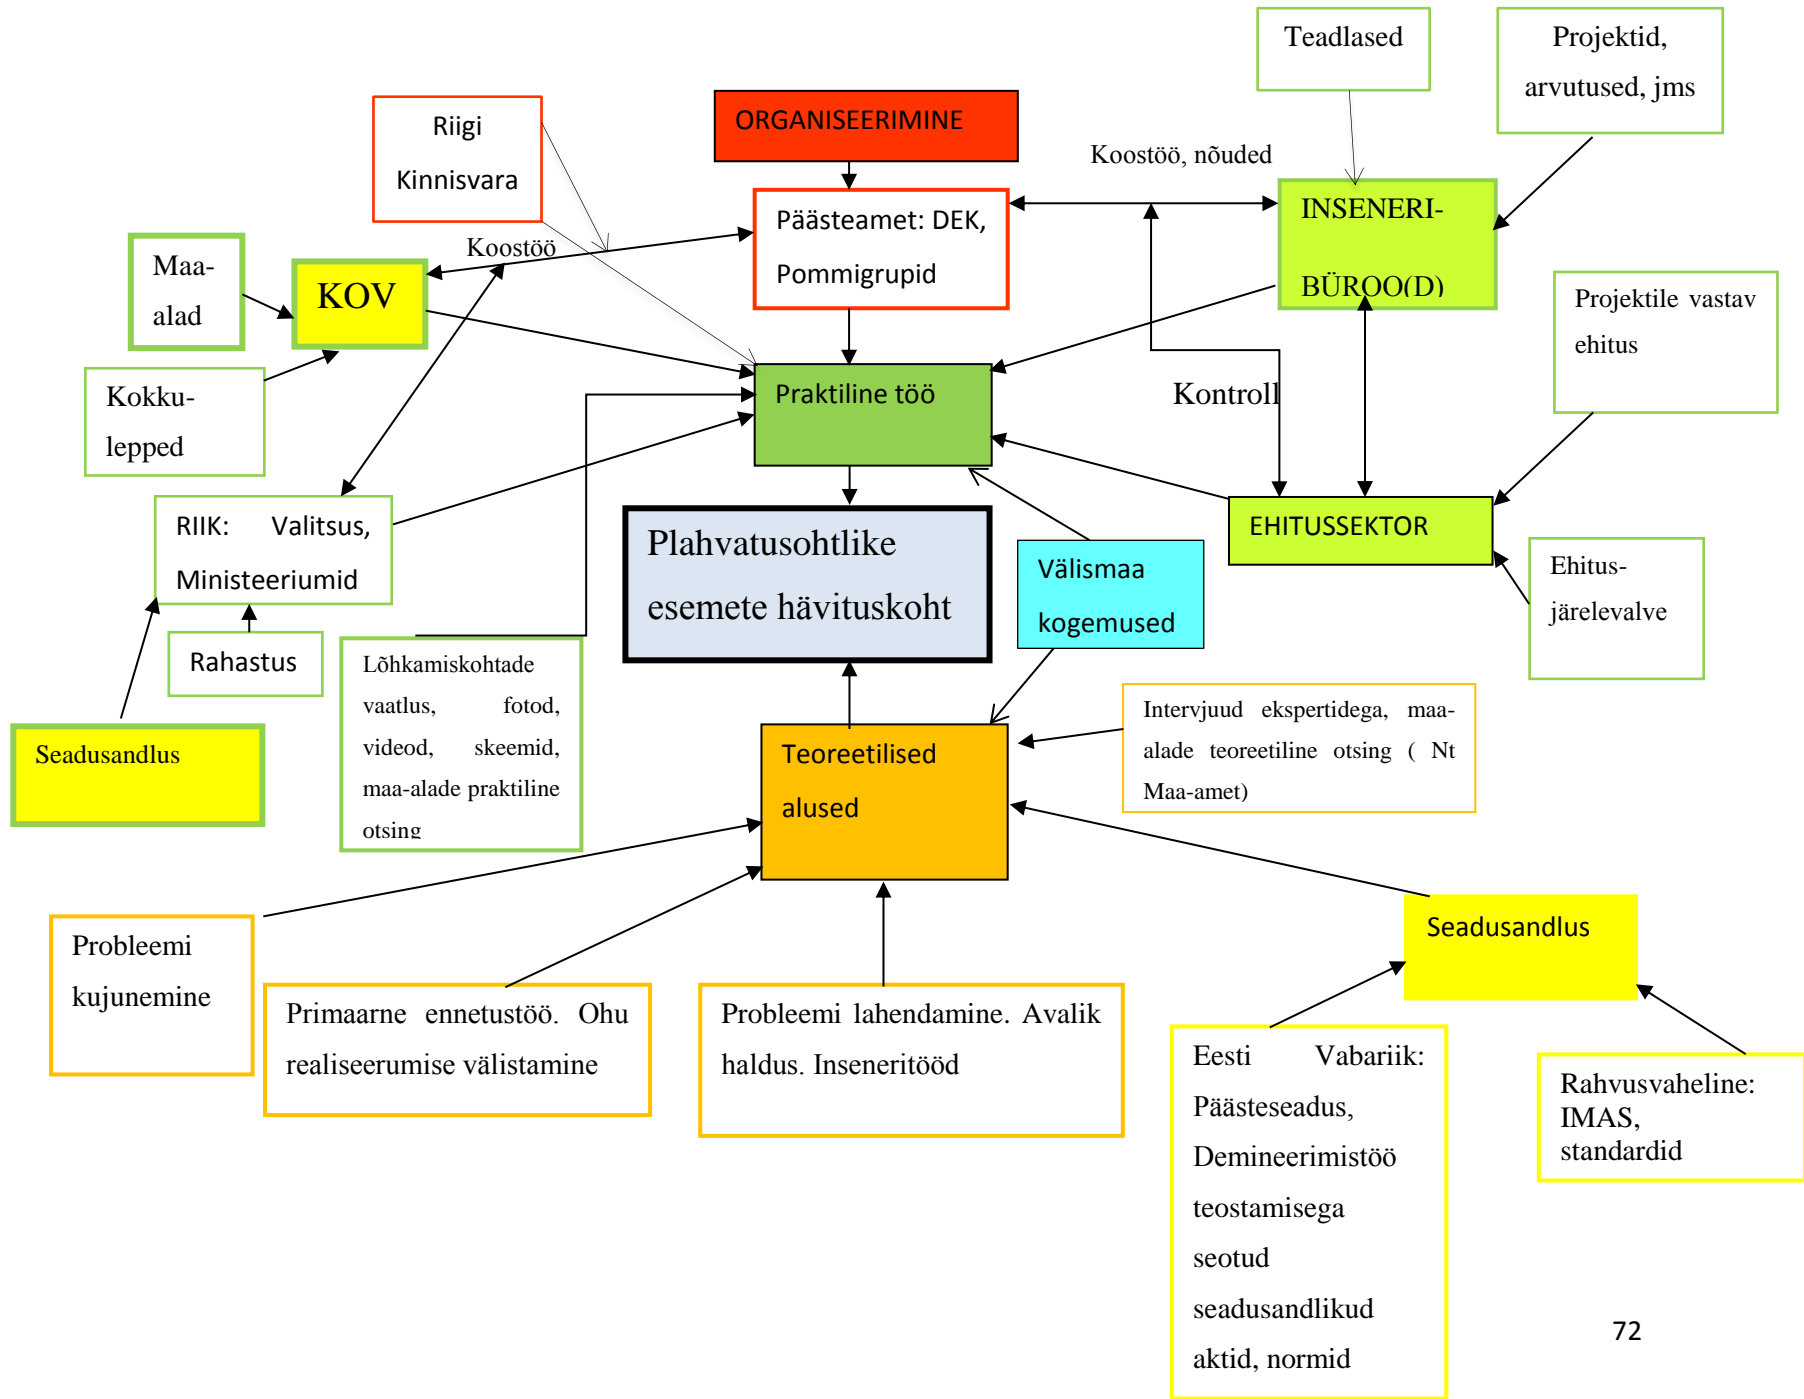 Teadlased
Projektid,
arvutused, jms
Riigi
Kinnisvara
ORGANISEERIMINE
Koostöö, nõuded
Päästeamet: DEK,
Pommigrupid
INSENERI-
BÜROO(D)
Maa-
alad
KOV
Koostöö
Projektile vastav
ehitus
Kokku-
lepped
Praktiline töö
Kontroll
RIIK: Valitsus,
Ministeeriumid
Plahvatusohtlike
esemete hävituskoht
Välismaa
kogemused
EHITUSSEKTOR
Ehitus-
järelevalve
Rahastus
Lõhkamiskohtade
vaatlus, fotod,
videod, skeemid,
maa-alade praktiline
otsing
Seadusandlus
Teoreetilised
alused
Intervjuud ekspertidega, maa-
alade teoreetiline otsing ( Nt
Maa-amet)
Probleemi
kujunemine
Primaarne ennetustöö. Ohu
realiseerumise välistamine
Probleemi lahendamine. Avalik
haldus. Inseneritööd
Seadusandlus
Eesti Vabariik:
Päästeseadus,
Demineerimistöö
teostamisega
seotud
seadusandlikud
aktid, normid
Rahvusvaheline:
IMAS,
standardid
72